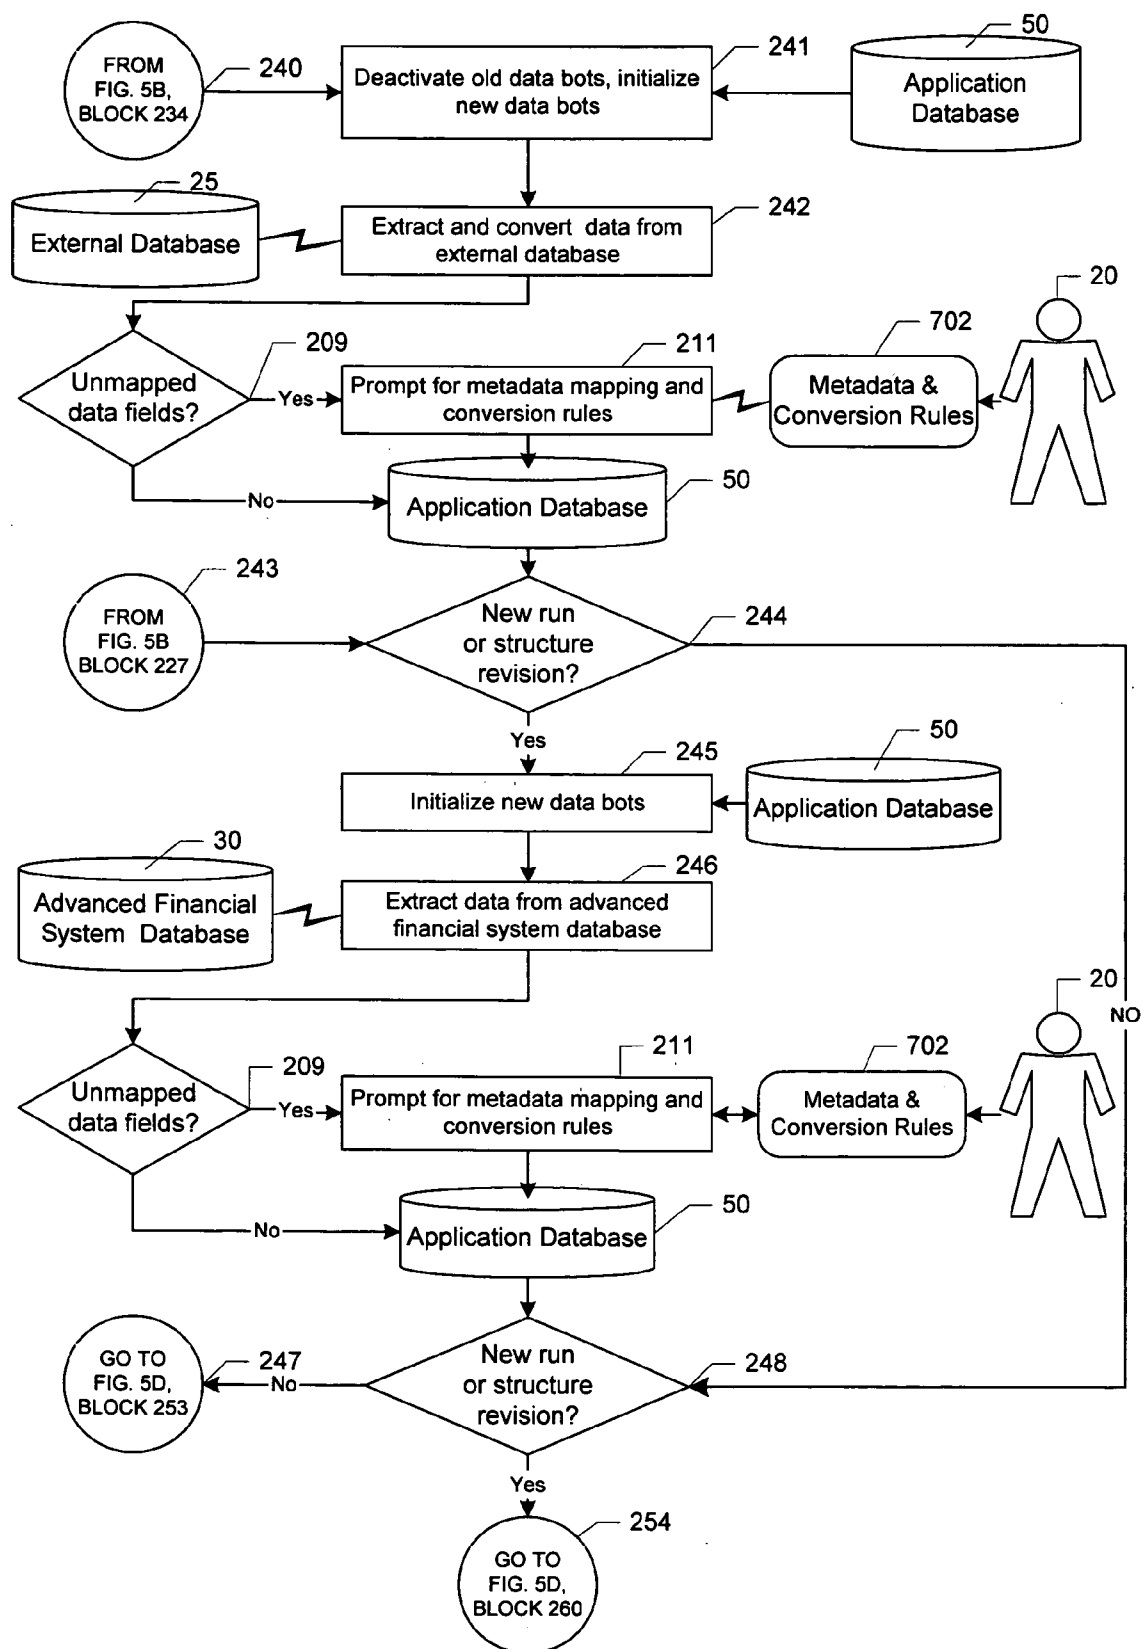 FROM
FIG. 5B,
BLOCK 234
240
Deactivate old data bots, initialize
new data bots
241
50
Application
Database
25
External Database
Extract and convert data from
external database
242
Unmapped
data fields?
209
Yes
Prompt for metadata mapping and
conversion rules
211
702
Metadata &
Conversion Rules
20
No
Application Database
50
FROM
FIG. 5B
BLOCK 227
243
New run
or structure
revision?
244
Yes
Initialize new data bots
245
50
Application Database
30
Advanced Financial
System Database
Extract data from advanced
financial system database
246
NO
Unmapped
data fields?
209
Yes
Prompt for metadata mapping and
conversion rules
211
702
Metadata &
Conversion Rules
20
No
Application Database
50
GO TO
FIG. 5D,
BLOCK 253
247
No
New run
or structure
revision?
248
Yes
254
GO TO
FIG. 5D,
BLOCK 260